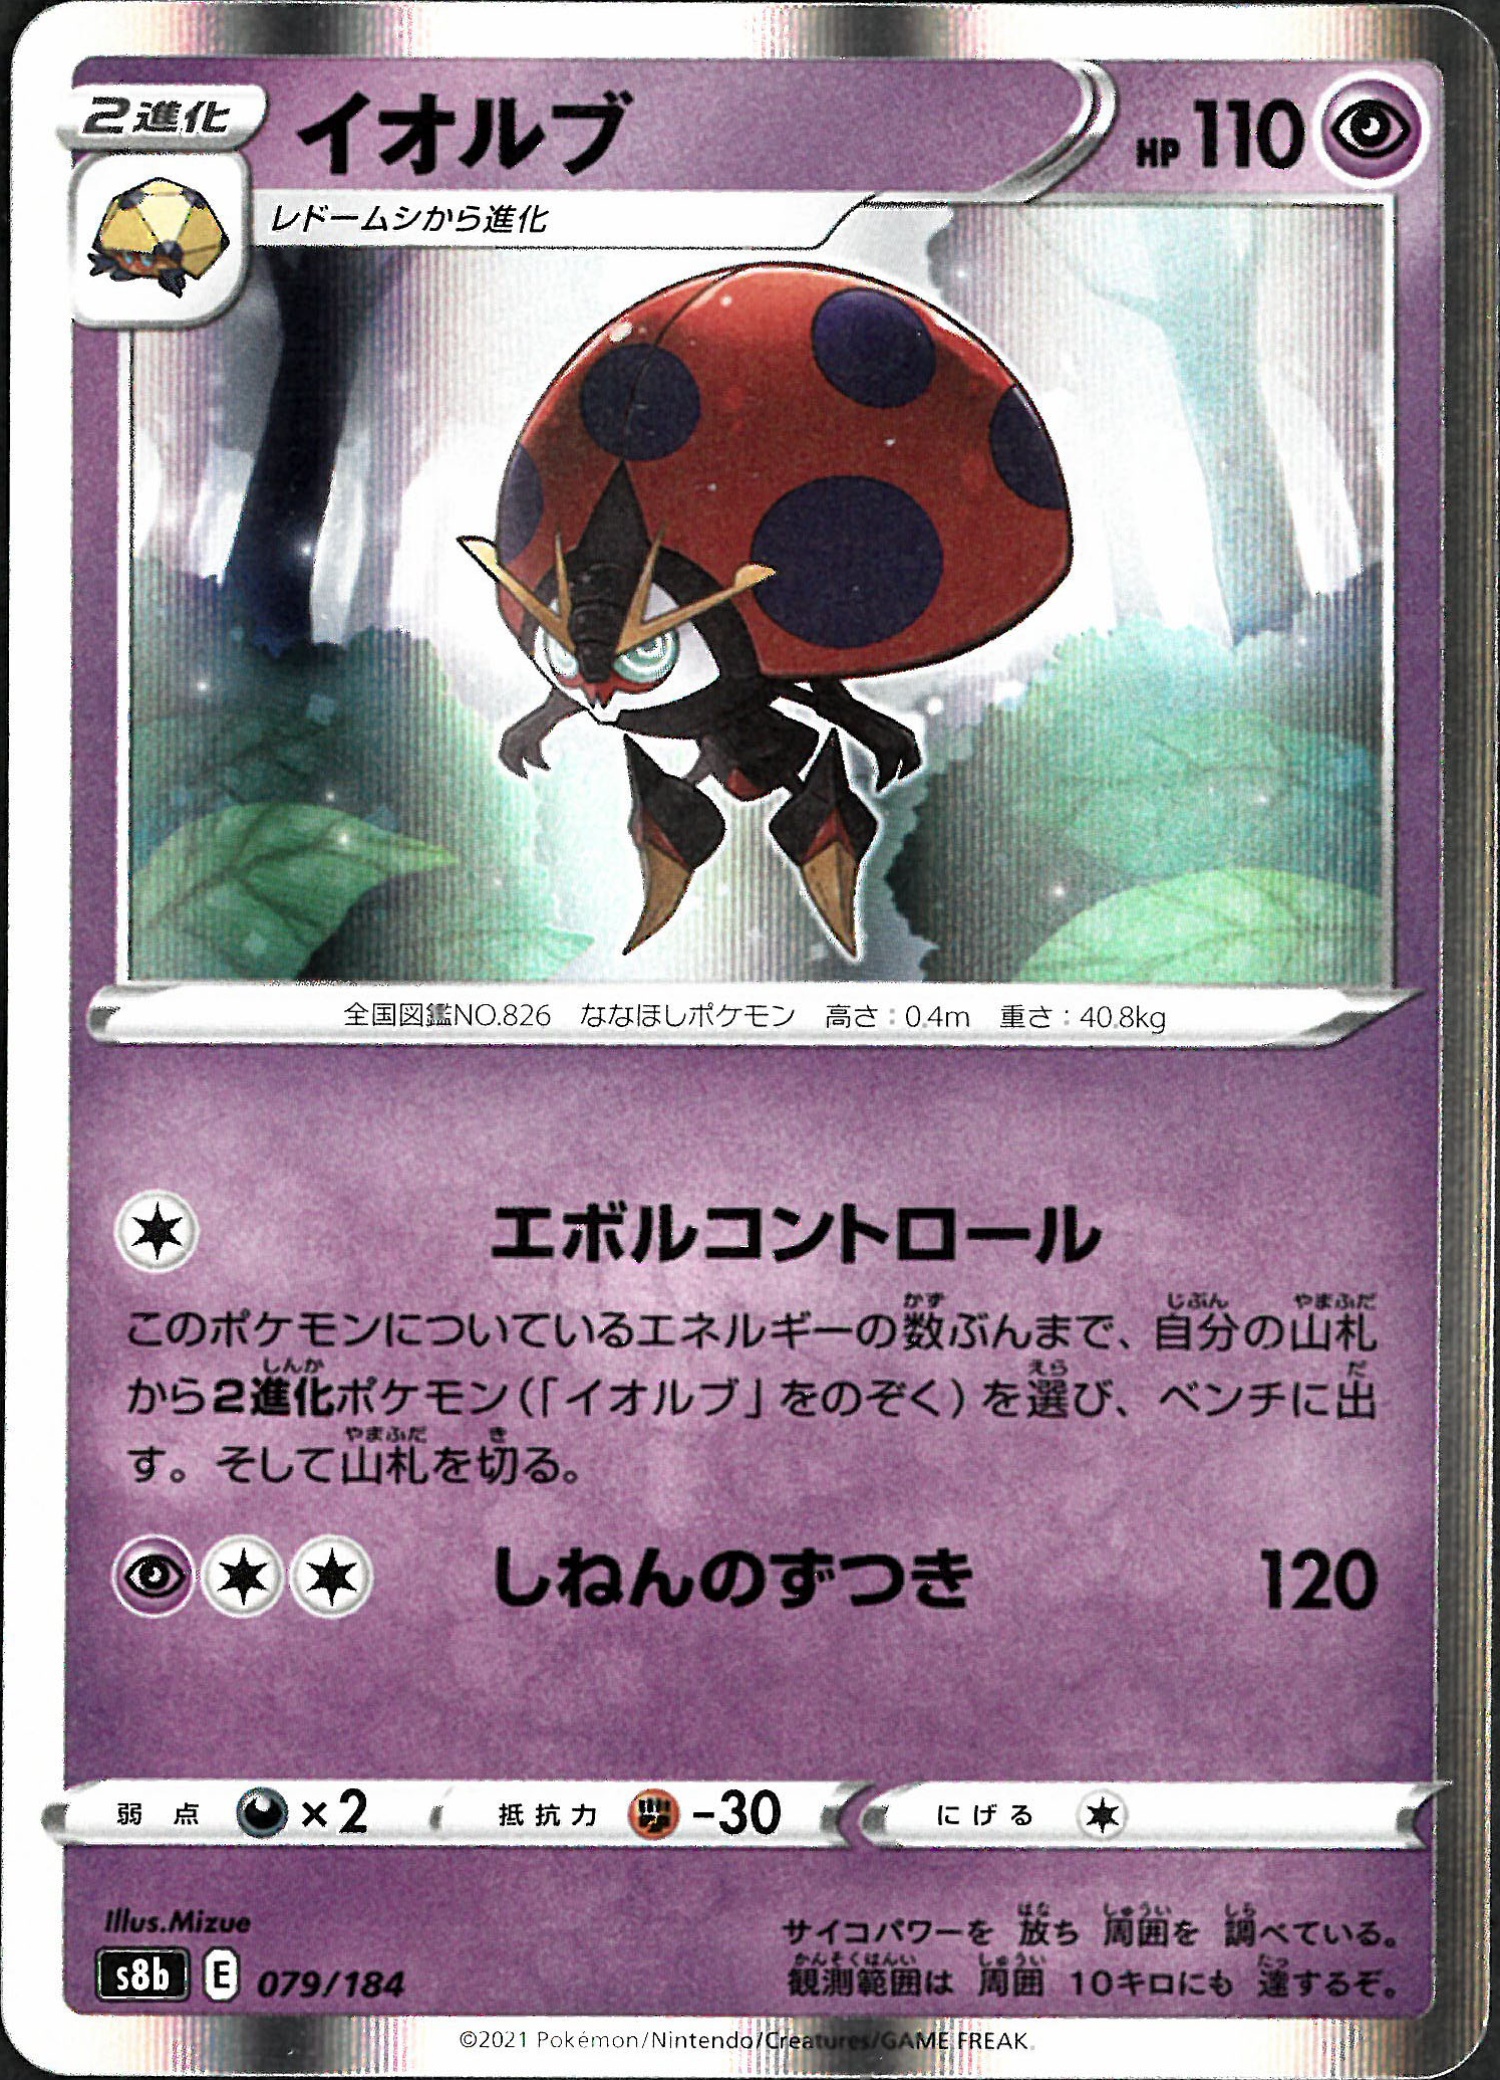 2進化 イオルブ HP 110
レドームシから進化
全国図鑑NO.826 ななほしポケモン 高さ:0.4m 重さ:40.8kg
エボルコントロール
このポケモンについているエネルギーの数ぶんまで、自分の山札
から2進化ポケモン(「イオルブ」をのぞく)を選び、ベンチに出
す。そして山札を切る。
しねんのずつき 120
弱点 ×2 抵抗力 -30 にげる
Illus.Mizue
サイコパワーを 放ち 周囲を 調べている。
観測範囲は 周囲 10キロにも 達するぞ。
s8b E 079/184
©2021 Pokémon/Nintendo/Creatures/GAME FREAK.